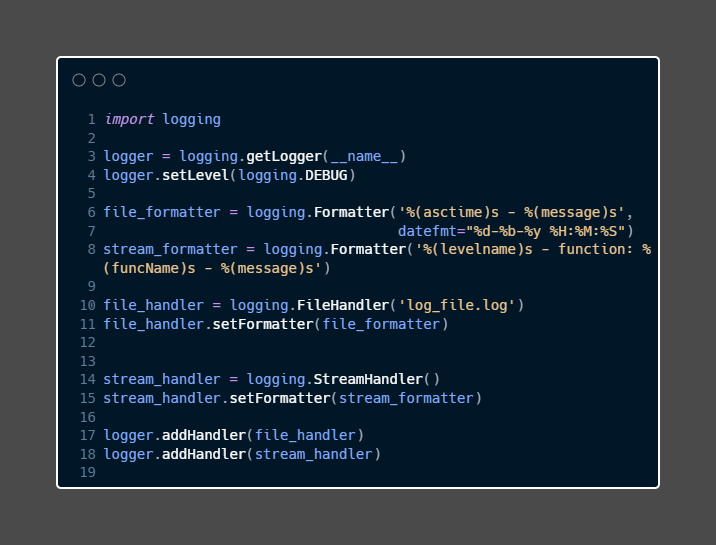 1 import logging
2
3 logger = logging.getLogger(__name__)
4 logger.setLevel(logging.DEBUG)
5
6 file_formatter = logging.Formatter('%(asctime)s - %(message)s',
7                                    datefmt="%d-%b-%y %H:%M:%S")
8 stream_formatter = logging.Formatter('%(levelname)s - function: %
(funcName)s - %(message)s')
9
10 file_handler = logging.FileHandler('log_file.log')
11 file_handler.setFormatter(file_formatter)
12
13
14 stream_handler = logging.StreamHandler()
15 stream_handler.setFormatter(stream_formatter)
16
17 logger.addHandler(file_handler)
18 logger.addHandler(stream_handler)
19